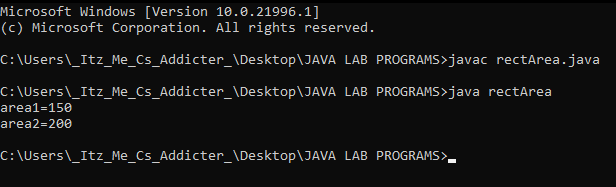 Microsoft Windows [Version 10.0.21996.1]
(c) Microsoft Corporation. All rights reserved.
C:\Users\_Itz_Me_Cs_Addicter_\Desktop\JAVA LAB PROGRAMS>javac rectArea.java
C:\Users\_Itz_Me_Cs_Addicter_\Desktop\JAVA LAB PROGRAMS>java rectArea
area1=150
area2=200
C:\Users\_Itz_Me_Cs_Addicter_\Desktop\JAVA LAB PROGRAMS>